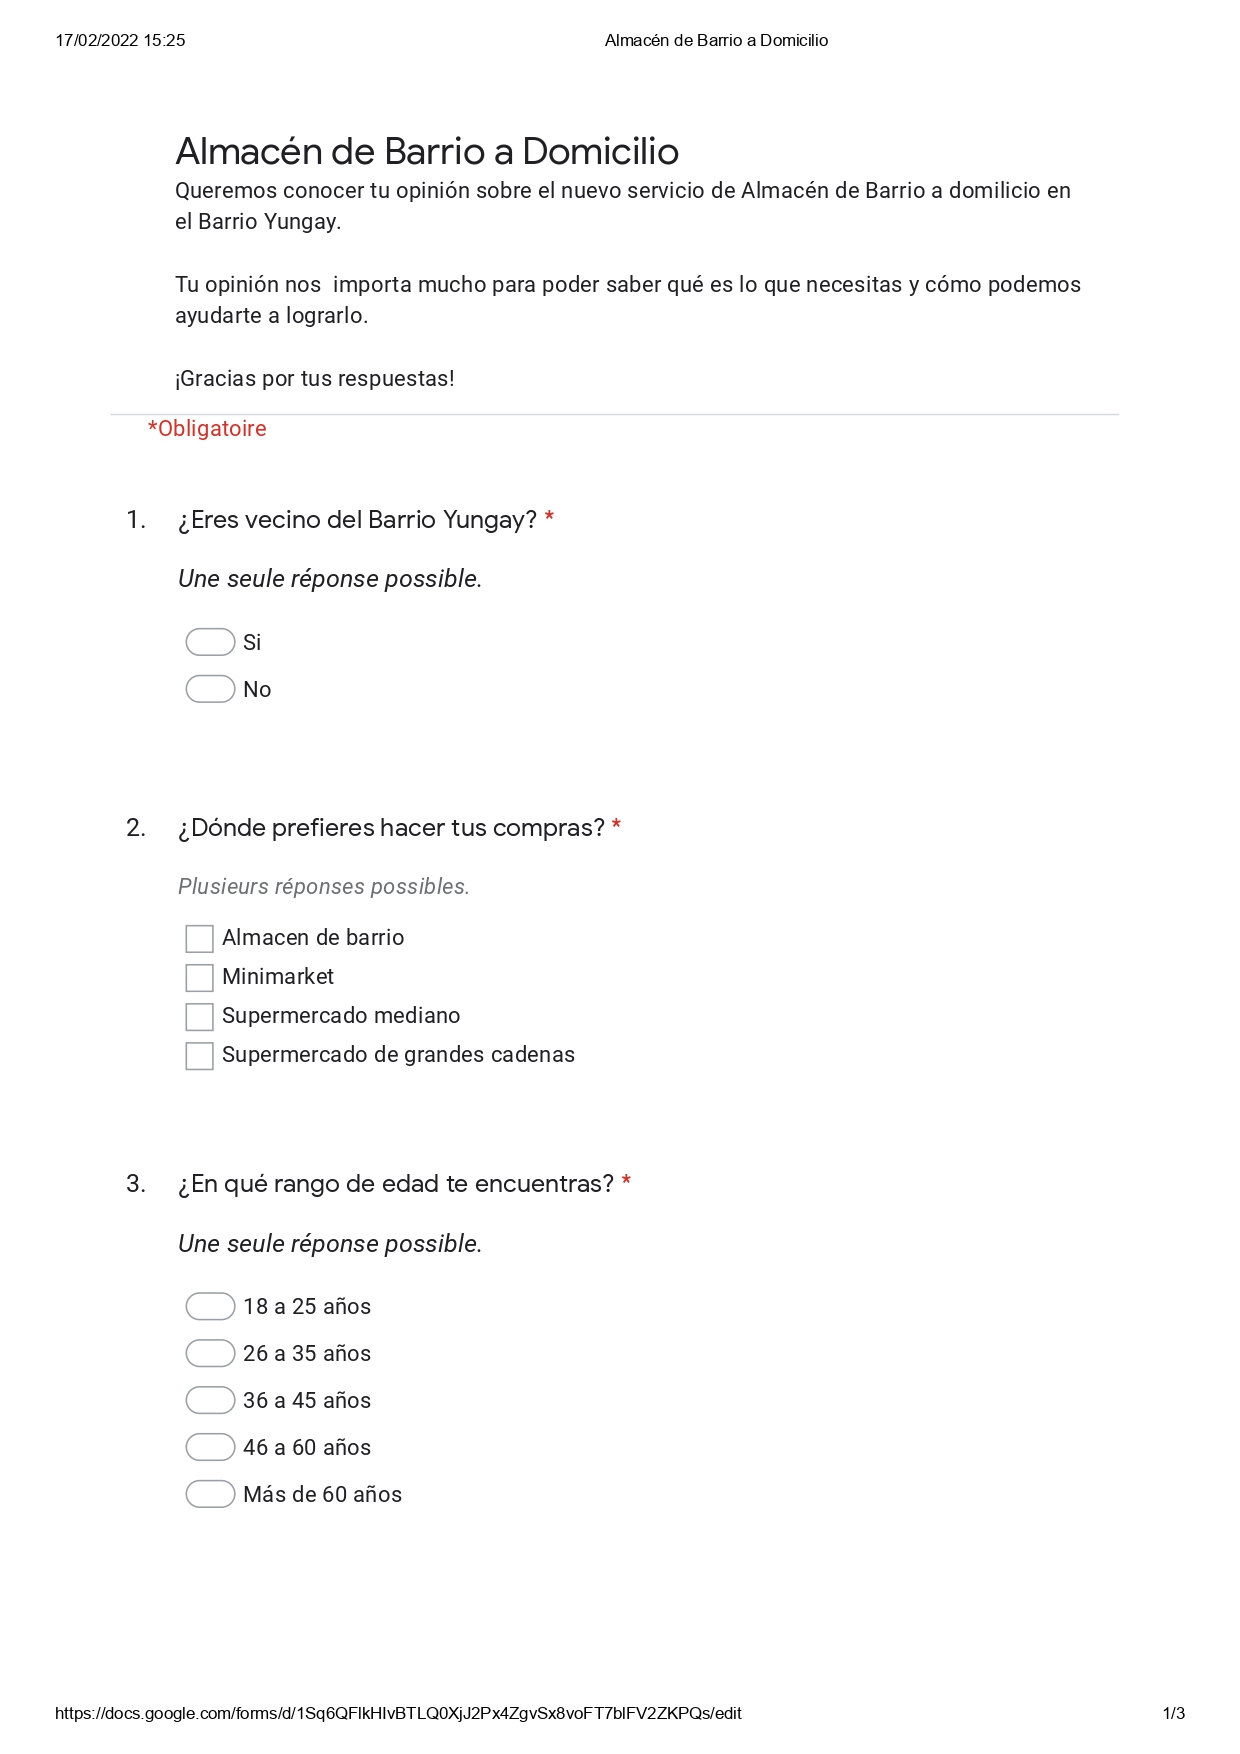 17/02/2022 15:25
Almacén de Barrio a Domicilio
Almacén de Barrio a Domicilio
Queremos conocer tu opinión sobre el nuevo servicio de Almacén de Barrio a domilicio en
el Barrio Yungay.
Tu opinión nos  importa mucho para poder saber qué es lo que necesitas y cómo podemos
ayudarte a lograrlo.
¡Gracias por tus respuestas!
*Obligatoire
1. ¿Eres vecino del Barrio Yungay? *
Une seule réponse possible.
Si
No
2. ¿Dónde prefieres hacer tus compras? *
Plusieurs réponses possibles.
Almacen de barrio
Minimarket
Supermercado mediano
Supermercado de grandes cadenas
3. ¿En qué rango de edad te encuentras? *
Une seule réponse possible.
18 a 25 años
26 a 35 años
36 a 45 años
46 a 60 años
Más de 60 años
https://docs.google.com/forms/d/1Sq6QFlkHIvBTLQ0XjJ2Px4ZgvSx8voFT7blFV2ZKPQs/edit
1/3